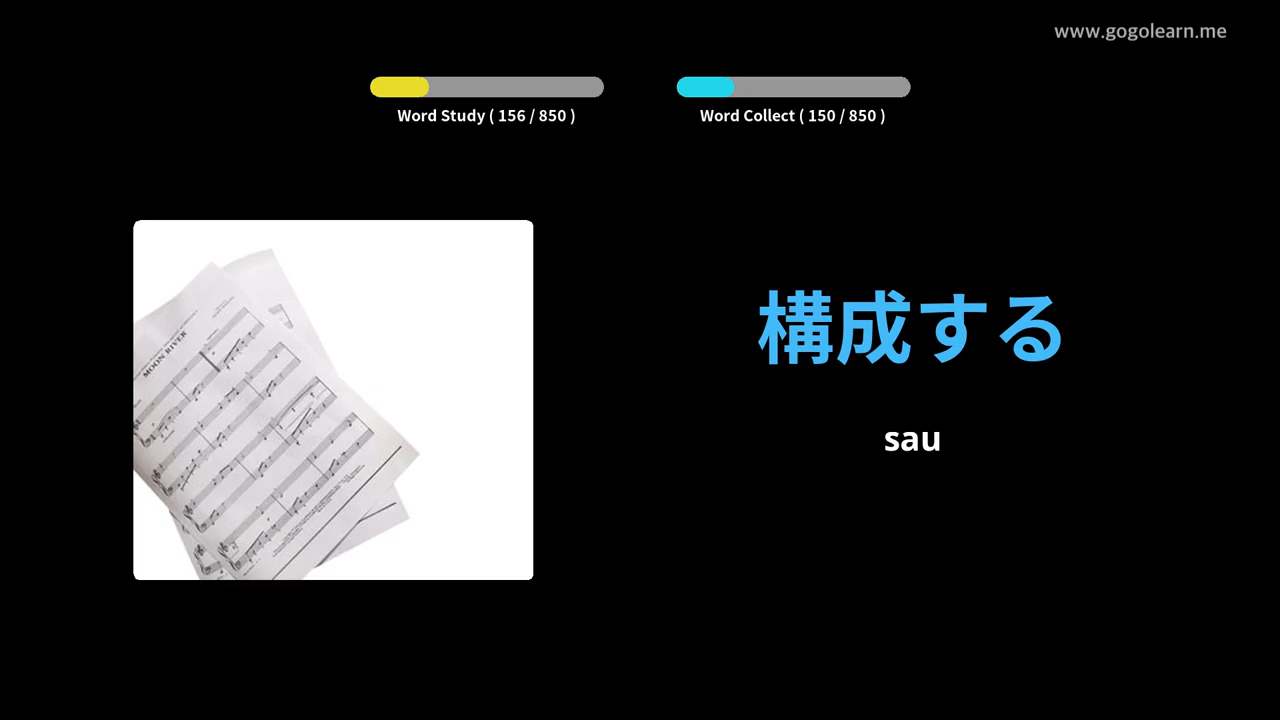 www.gogolearn.me
Word Study ( 156 / 850 )
Word Collect ( 150 / 850 )
MOON RIVER
構成する
sau